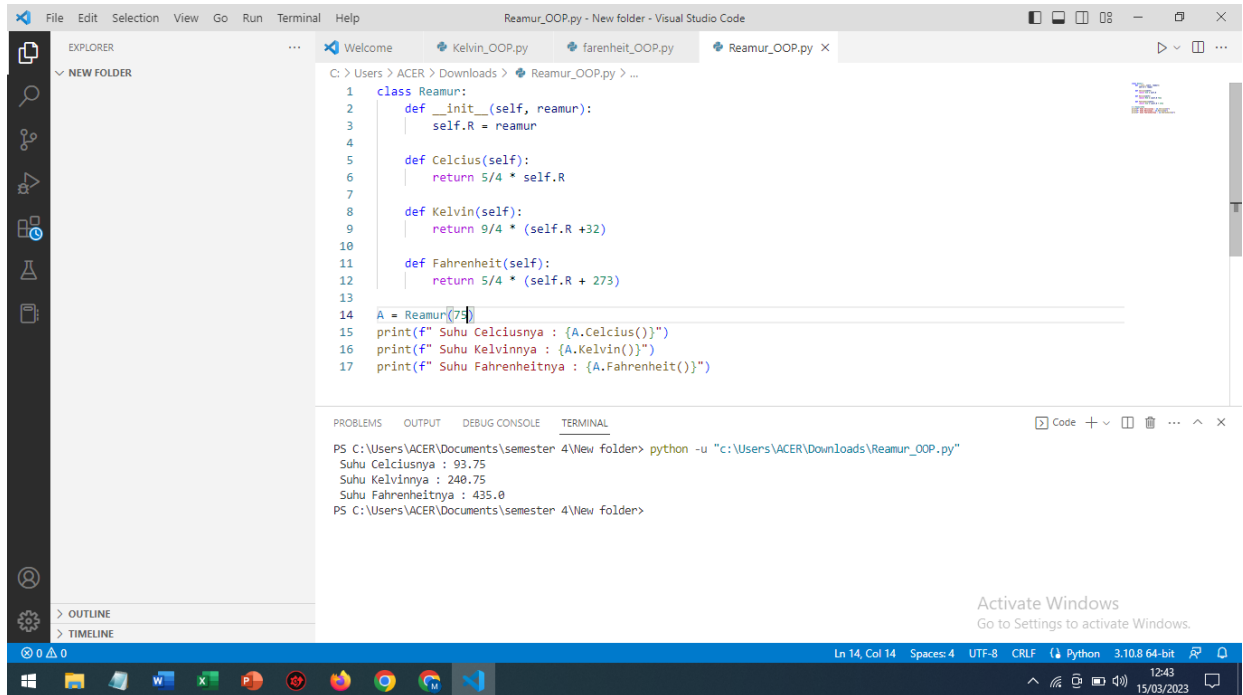 File Edit Selection View Go Run Terminal Help Reamur_OOP.py - New folder - Visual Studio Code
EXPLORER
NEW FOLDER
Welcome Kelvin_OOP.py farenheit_OOP.py Reamur_OOP.py
C: > Users > ACER > Downloads > Reamur_OOP.py > ...
1 class Reamur:
2     def __init__(self, reamur):
3         self.R = reamur
4
5     def Celcius(self):
6         return 5/4 * self.R
7
8     def Kelvin(self):
9         return 9/4 * (self.R +32)
10
11     def Fahrenheit(self):
12         return 5/4 * (self.R + 273)
13
14 A = Reamur(75)
15 print(f" Suhu Celciusnya : {A.Celcius()}")
16 print(f" Suhu Kelvinnya : {A.Kelvin()}")
17 print(f" Suhu Fahrenheitnya : {A.Fahrenheit()}")
PROBLEMS OUTPUT DEBUG CONSOLE TERMINAL Code
PS C:\Users\ACER\Documents\semester 4\New folder> python -u "c:\Users\ACER\Downloads\Reamur_OOP.py"
Suhu Celciusnya : 93.75
Suhu Kelvinnya : 240.75
Suhu Fahrenheitnya : 435.0
PS C:\Users\ACER\Documents\semester 4\New folder>
Activate Windows
Go to Settings to activate Windows.
OUTLINE
TIMELINE
0 0 Ln 14, Col 14 Spaces: 4 UTF-8 CRLF Python 3.10.8 64-bit
12:43
15/03/2023